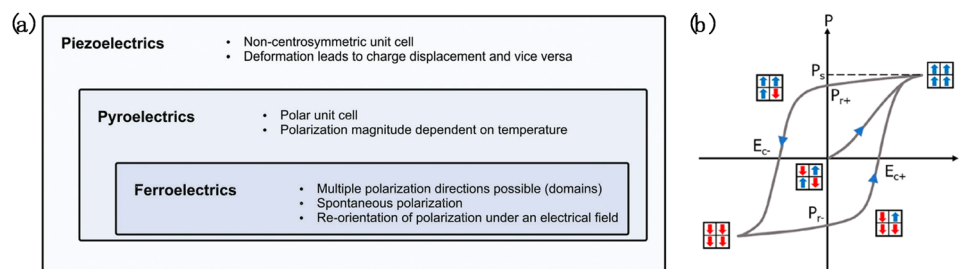 (a)
Piezoelectrics
• Non-centrosymmetric unit cell
• Deformation leads to charge displacement and vice versa
Pyroelectrics
• Polar unit cell
• Polarization magnitude dependent on temperature
Ferroelectrics
• Multiple polarization directions possible (domains)
• Spontaneous polarization
• Re-orientation of polarization under an electrical field
(b)
P
Ps
Pr+
Ec-
E
Ec+
Pr-